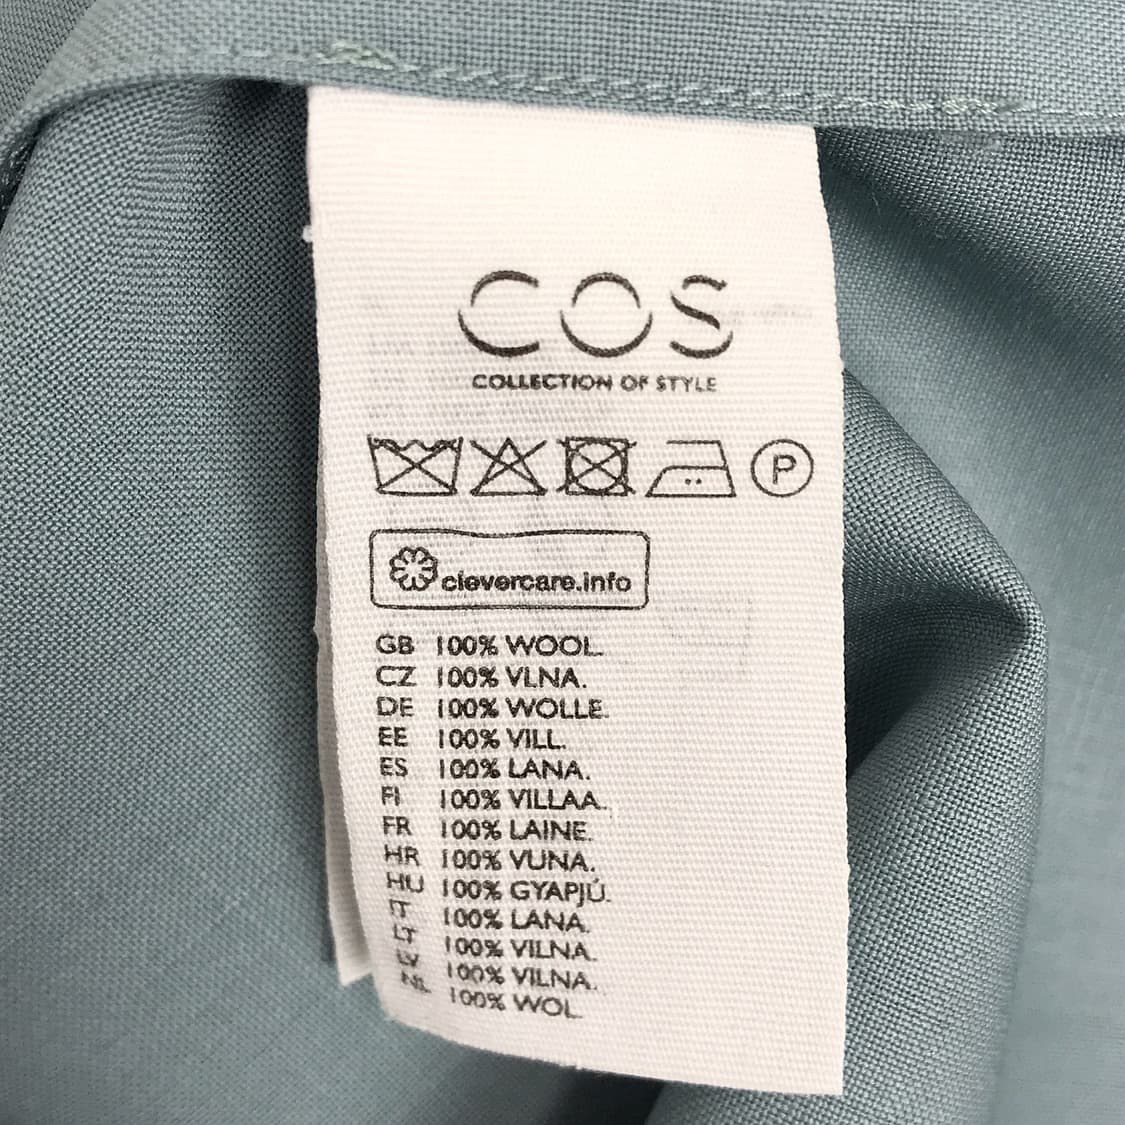 COS
COLLECTION OF STYLE
P
clevercare.info
GB 100% WOOL.
CZ 100% VLNA.
DE 100% WOLLE.
EE 100% VILL.
ES 100% LANA.
FI 100% VILLAA.
FR 100% LAINE.
HR 100% VUNA.
HU 100% GYAPJÚ.
IT 100% LANA.
LT 100% VILNA.
LV 100% VILNA.
NL 100% WOL.